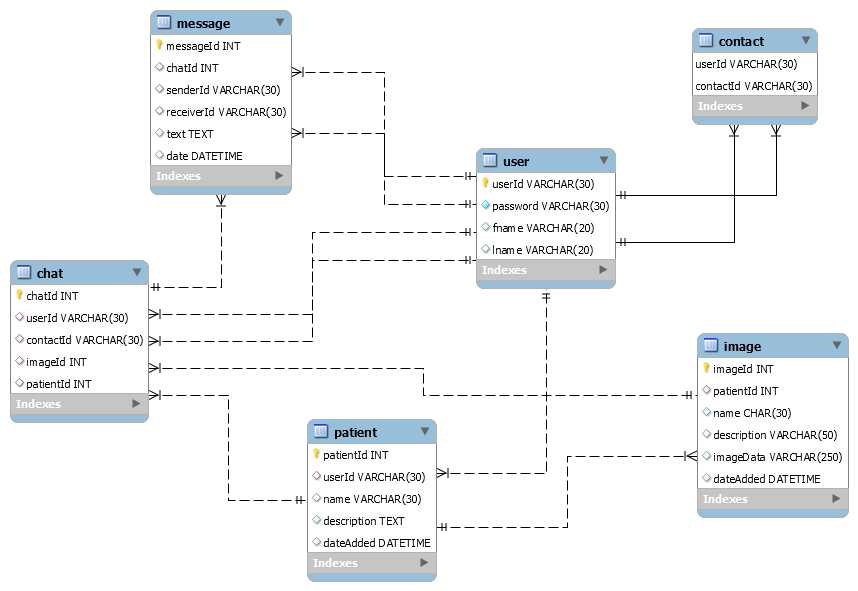 message
messageId INT
chatId INT
senderId VARCHAR(30)
receiverId VARCHAR(30)
text TEXT
date DATETIME
Indexes
contact
userId VARCHAR(30)
contactId VARCHAR(30)
Indexes
user
userId VARCHAR(30)
password VARCHAR(30)
fname VARCHAR(20)
lname VARCHAR(20)
Indexes
chat
chatId INT
userId VARCHAR(30)
contactId VARCHAR(30)
imageId INT
patientId INT
Indexes
image
imageId INT
patientId INT
name CHAR(30)
description VARCHAR(50)
imageData VARCHAR(250)
dateAdded DATETIME
Indexes
patient
patientId INT
userId VARCHAR(30)
name VARCHAR(30)
description TEXT
dateAdded DATETIME
Indexes